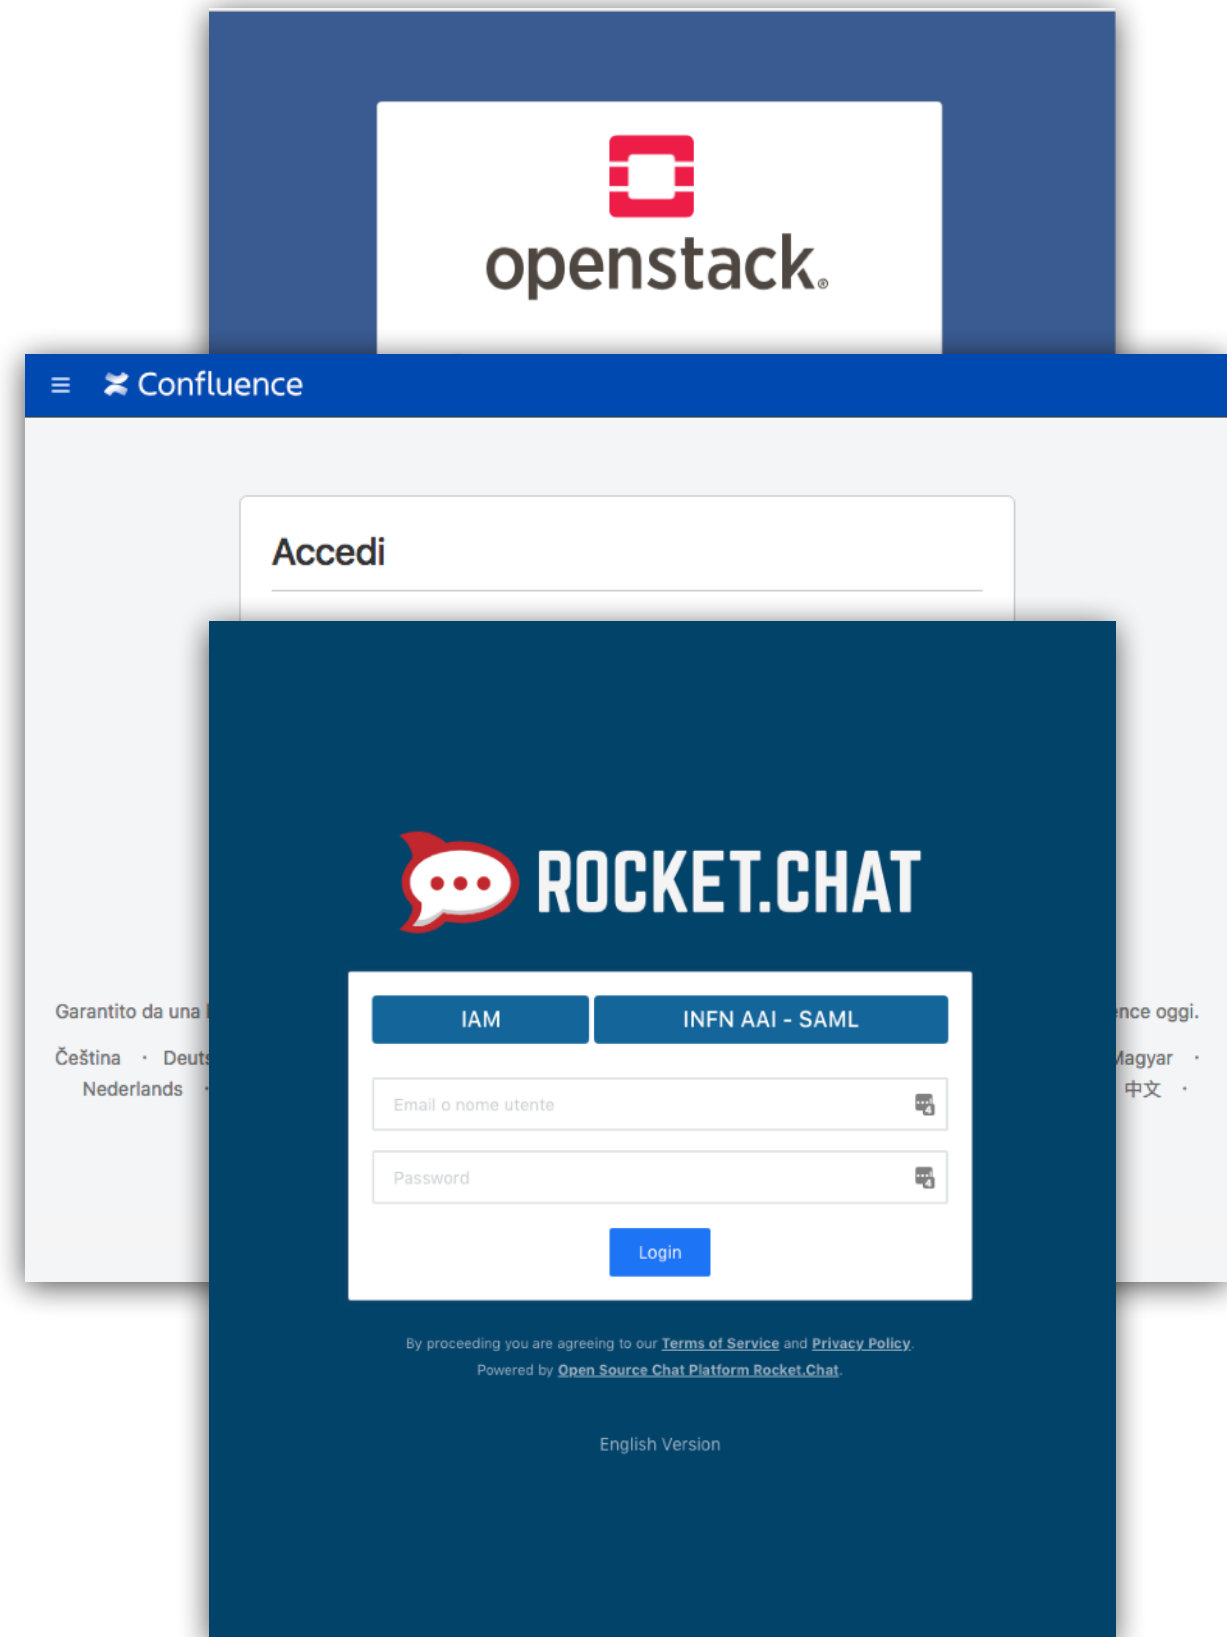 openstack®
Confluence
Accedi
ROCKET.CHAT
IAM INFN AAI - SAML
Garantito da una oggi.
Čeština · Magyar ·
Nederlands · 中文 ·
Email o nome utente
Password
Login
By proceeding you are agreeing to our Terms of Service and Privacy Policy.
Powered by Open Source Chat Platform Rocket.Chat.
English Version